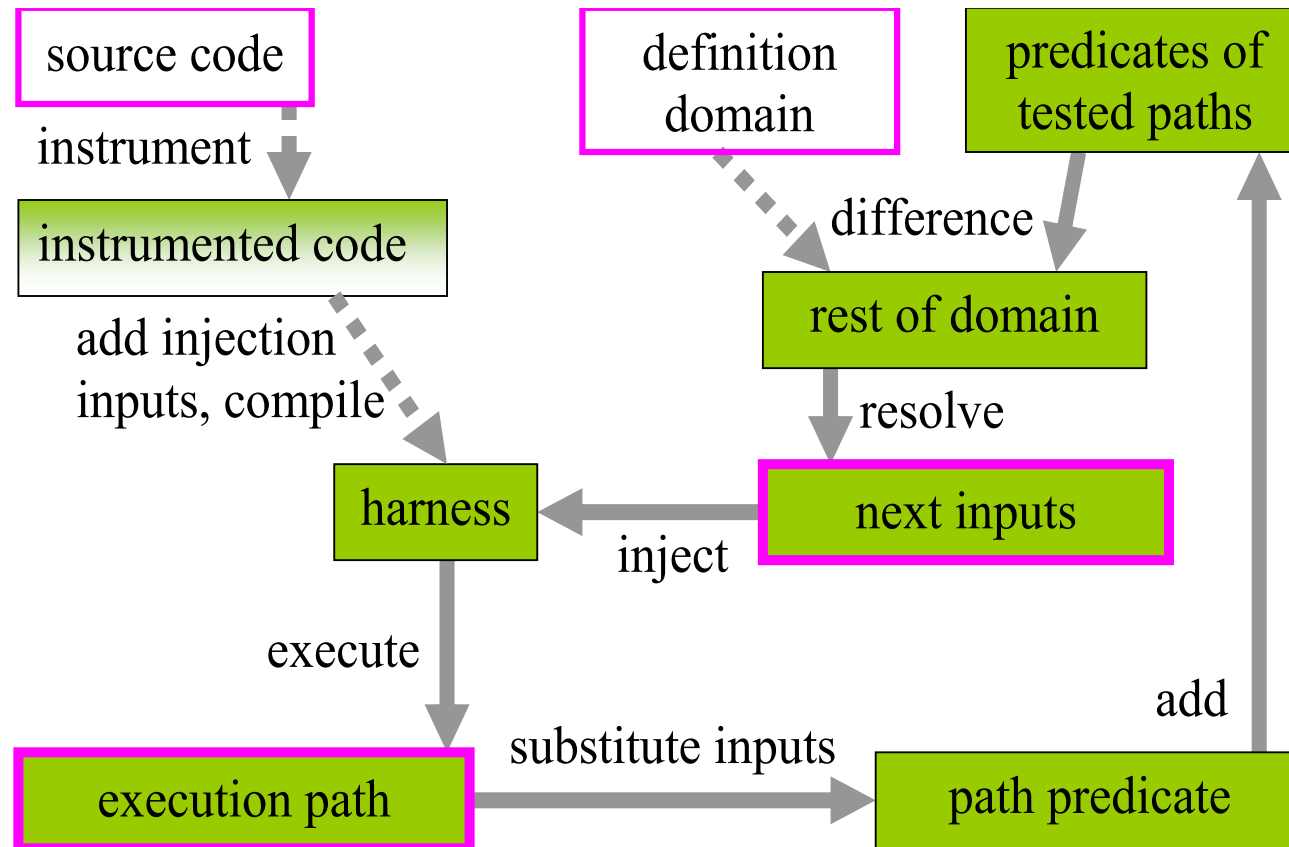 source code
definition
domain
predicates of
tested paths
instrument
instrumented code
difference
rest of domain
add injection
inputs, compile
resolve
harness
next inputs
inject
execute
add
substitute inputs
execution path
path predicate